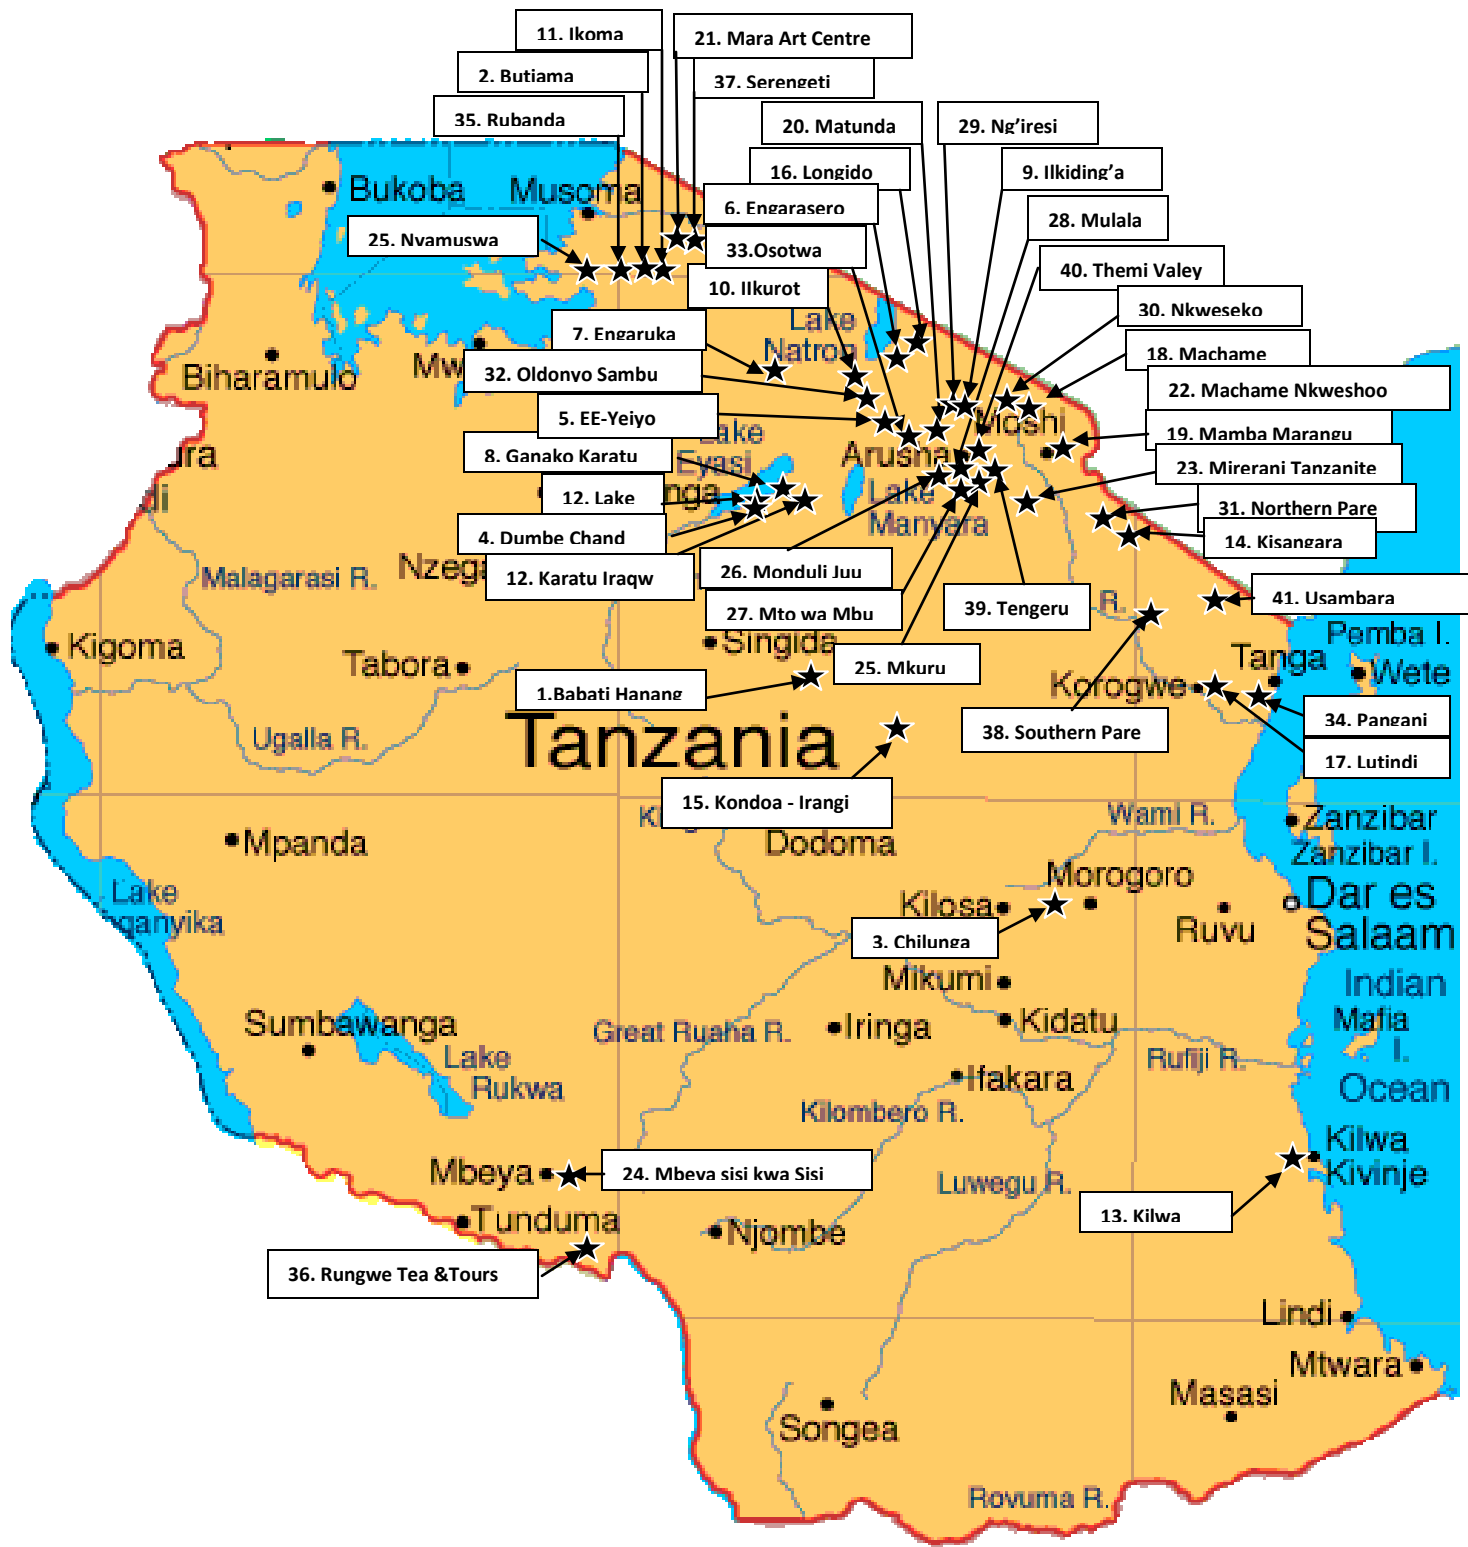 11. Ikoma
21. Mara Art Centre
2. Butiama
37. Serengeti
35. Rubanda
20. Matunda
29. Ng'iresi
16. Longido
9. Ilkiding'a
Bukoba
Musoma
6. Engarasero
28. Mulala
25. Nyamuswa
33.Osotwa
40. Themi Valey
10. IIkurot
30. Nkweseko
7. Engaruka
Lake
Natron
18. Machame
Biharamulo
Mw
32. Oldonyo Sambu
22. Machame Nkweshoo
5. EE-Yeiyo
Moshi
19. Mamba Marangu
Lake
Eyasi
Arusha
ura
8. Ganako Karatu
23. Mirerani Tanzanite
di
12. Lake
nga
Lake
Manyara
31. Northern Pare
4. Dumbe Chand
14. Kisangara
Malagarasi R.
Nzega
12. Karatu Iraqw
26. Monduli Juu
41. Usambara
27. Mto wa Mbu
39. Tengeru
R.
Kigoma
Singida
Pemba I.
Tabora
25. Mkuru
Tanga
Wete
1.Babati Hanang
Korogwe
Ugalla R.
Tanzania
38. Southern Pare
34. Pangani
17. Lutindi
15. Kondoa - Irangi
Ki
Wami R.
Zanzibar
Mpanda
Dodoma
Zanzibar I.
Lake
ganyika
Morogoro
Kilosa
Dar es
Salaam
Ruvu
3. Chilunga
Mikumi
Indian
Sumbawanga
Great Ruaha R.
Iringa
Kidatu
Mafia
I.
Lake
Rukwa
Rufiji R.
Ifakara
Ocean
Kilombero R.
Kilwa
Kivinje
Mbeya
24. Mbeya sisi kwa Sisi
Luwegu R.
13. Kilwa
Tunduma
Njombe
36. Rungwe Tea &Tours
Lindi
Mtwara
Masasi
Songea
Rovuma R.